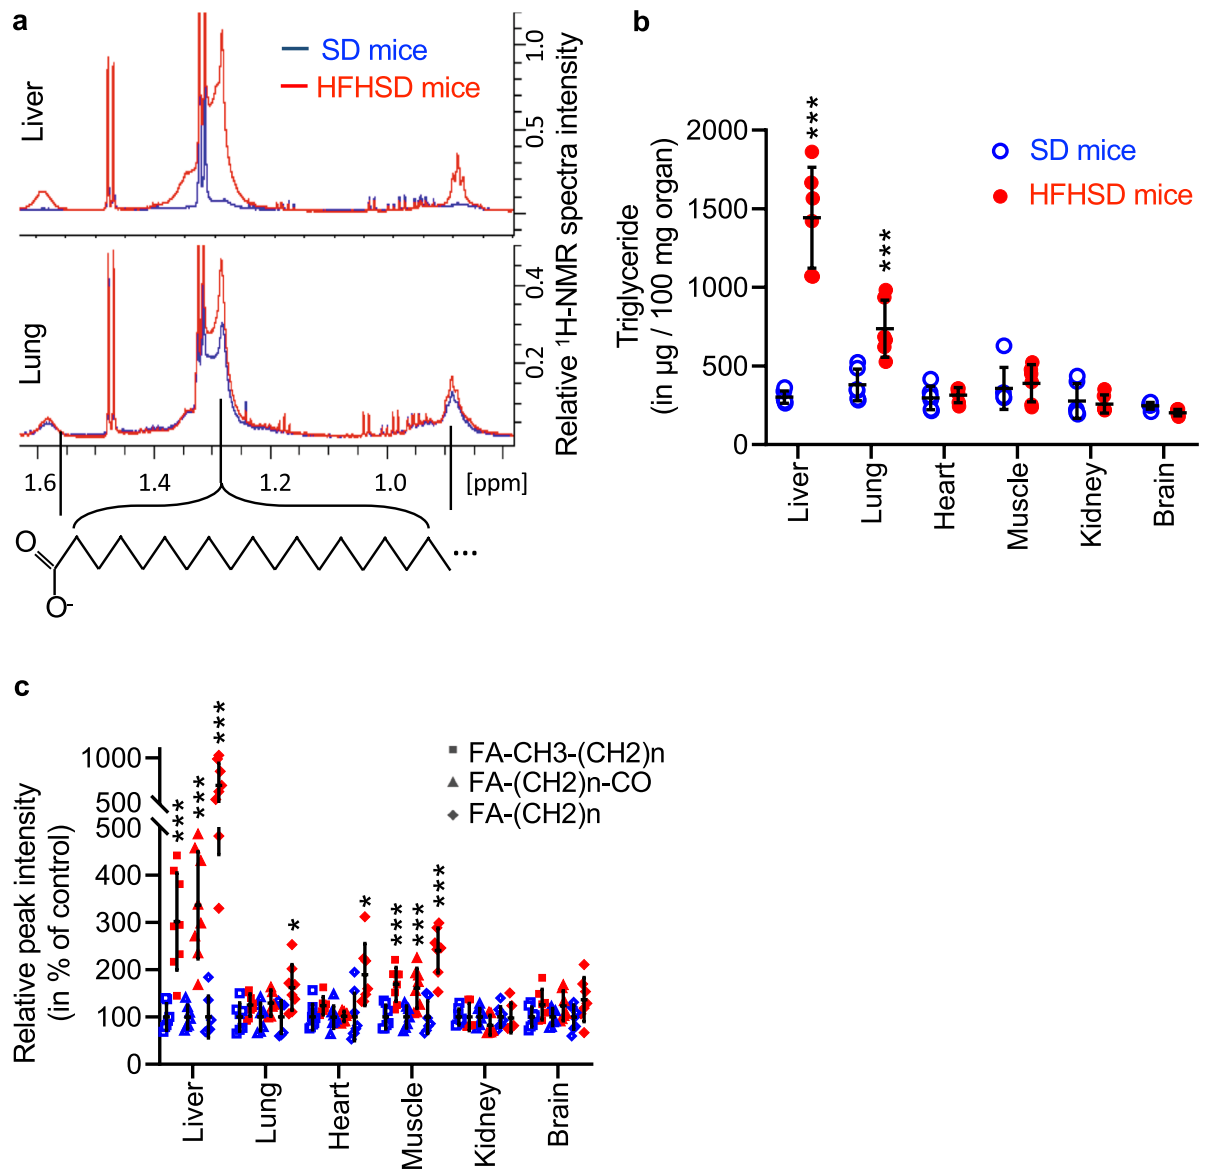 a
SD mice
HFHSD mice
Liver
1.0
0.5
Lung
0.4
0.2
Relative ¹H-NMR spectra intensity
1.6
1.4
1.2
1.0
[ppm]
O
O-
...
b
SD mice
HFHSD mice
Triglyceride
(in µg / 100 mg organ)
2000
1500
1000
500
0
***
***
Liver
Lung
Heart
Muscle
Kidney
Brain
c
FA-CH3-(CH2)n
FA-(CH2)n-CO
FA-(CH2)n
Relative peak intensity
(in % of control)
1000
500
500
400
300
200
100
0
***
***
***
*
*
***
***
***
Liver
Lung
Heart
Muscle
Kidney
Brain